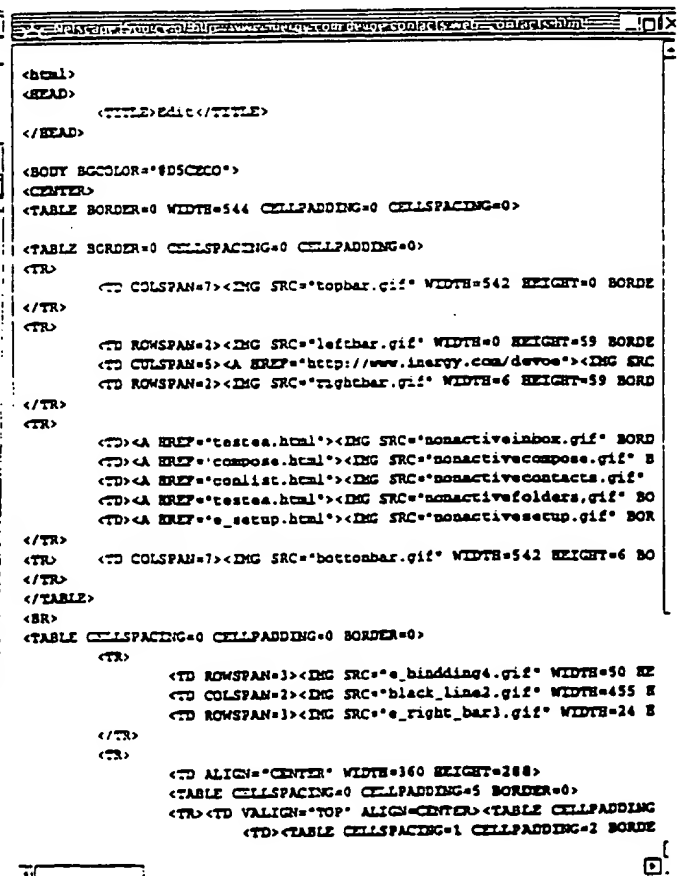 <html>
<HEAD>
<TITLE>Edit</TITLE>
</HEAD>
<BODY BGCOLOR="#D5CECO">
<CENTER>
<TABLE BORDER=0 WIDTH=544 CELLPADDING=0 CELLSPACING=0>
<TABLE BORDER=0 CELLSPACING=0 CELLPADDING=0>
<TR>
<TD COLSPAN=7><IMG SRC="topbar.gif" WIDTH=542 HEIGHT=0 BORDE
</TR>
<TR>
<TD ROWSPAN=2><IMG SRC="leftbar.gif" WIDTH=0 HEIGHT=59 BORDE
<TD CULSPAN=5><A HREF="http://www.inergy.com/devoe"><IMG SRC
<TD ROWSPAN=2><IMG SRC="rightbar.gif" WIDTH=6 HEIGHT=59 BORD
</TR>
<TR>
<TD><A HREF="testea.html"><IMG SRC="nonactiveinbox.gif" BORD
<TD><A HREF='compose.html"><IMG SRC="nonactivecompose.gif" B
<TD><A HREF="conlist.html"><IMG SRC="nonactivecontacts.gif"
<TD><A HREF="testea.html"><IMG SRC="nonactivefolders,gif" BO
<TD><A HREF="e_setup.html"><IMG SRC="nonactivesetup.gif" BOR
</TR>
<TR> <TD COLSPAN=7><IMG SRC="bottonbar.gif" WIDTH=542 HEIGHT=6 BO
</TR>
</TABLE>
<BR>
<TABLE CELLSPACING=0 CELLPADDING=0 BORDER=0>
<TR>
<TD ROWSPAN=3><IMG SRC="e_bindding4.gif" WIDTH=50 HE
<TD COLSPAN=2><IMG SRC="black_line2.gif" WIDTH=455 H
<TD ROWSPAN=3><IMG SRC="e_right_bar3.gif" WIDTH=24 H
</TR>
<TR>
<TD ALIGN="CENTER" WIDTH=360 HEIGHT=288>
<TABLE CELLSPACING=0 CELLPADDING=5 BORDER=0>
<TR><TD VALIGN="TOP" ALIGN=CENTER><TABLE CELLPADDING
<TD><TABLE CELLSPACING=1 CELLPADDING=2 BORDE